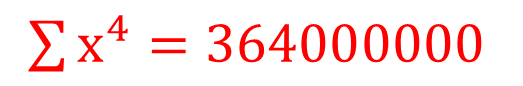 ∑x⁴ = 364000000